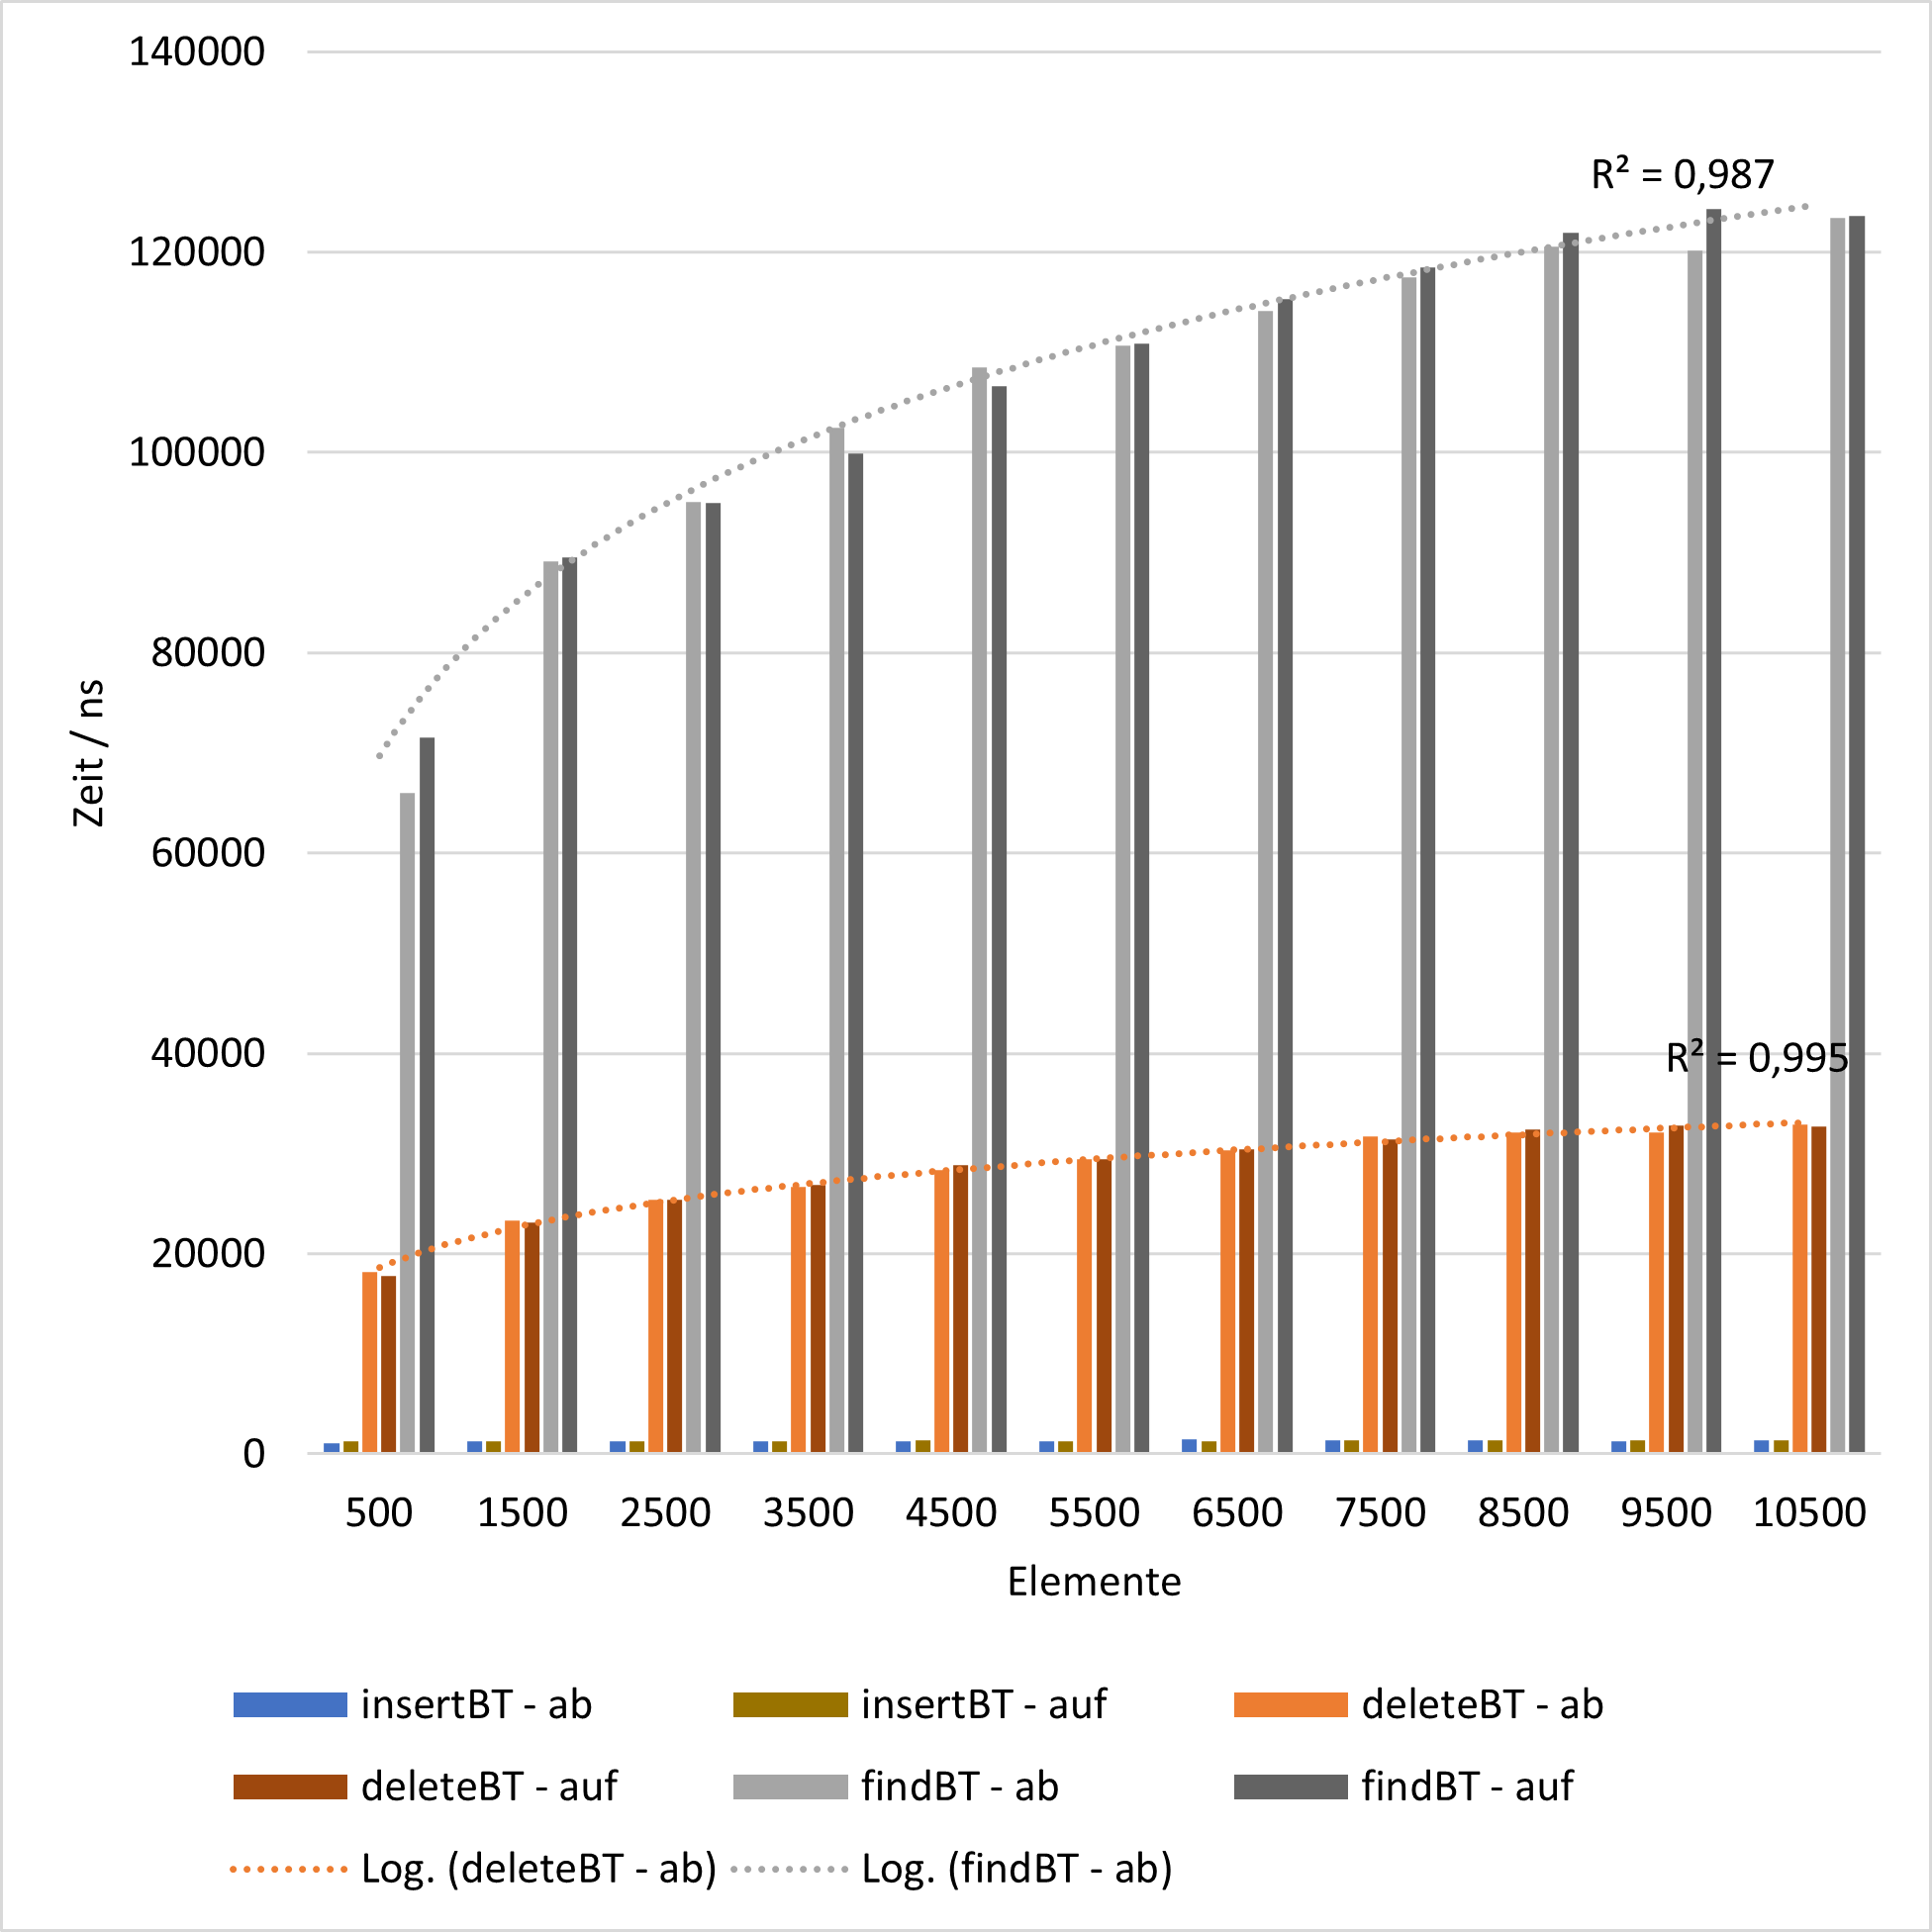 140000
R² = 0,987
120000
100000
80000
Zeit / ns
60000
40000
R² = 0,995
20000
0
500 1500 2500 3500 4500 5500 6500 7500 8500 9500 10500
Elemente
insertBT - ab insertBT - auf deleteBT - ab
deleteBT - auf findBT - ab findBT - auf
Log. (deleteBT - ab) Log. (findBT - ab)